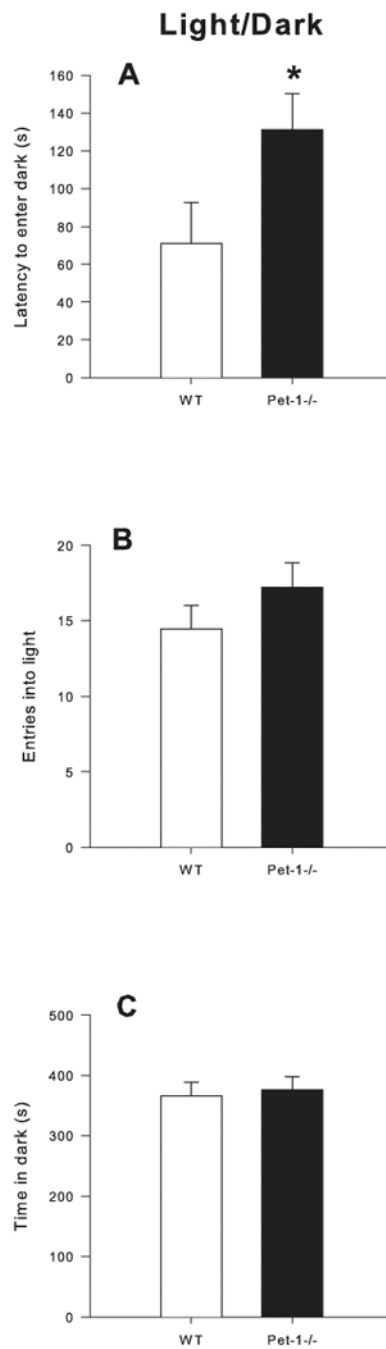 Light/Dark
A
*
160
140
120
100
80
60
40
20
0
Latency to enter dark (s)
WT Pet-1-/-
B
20
15
10
5
0
Entries into light
WT Pet-1-/-
C
500
400
300
200
100
0
Time in dark (s)
WT Pet-1-/-